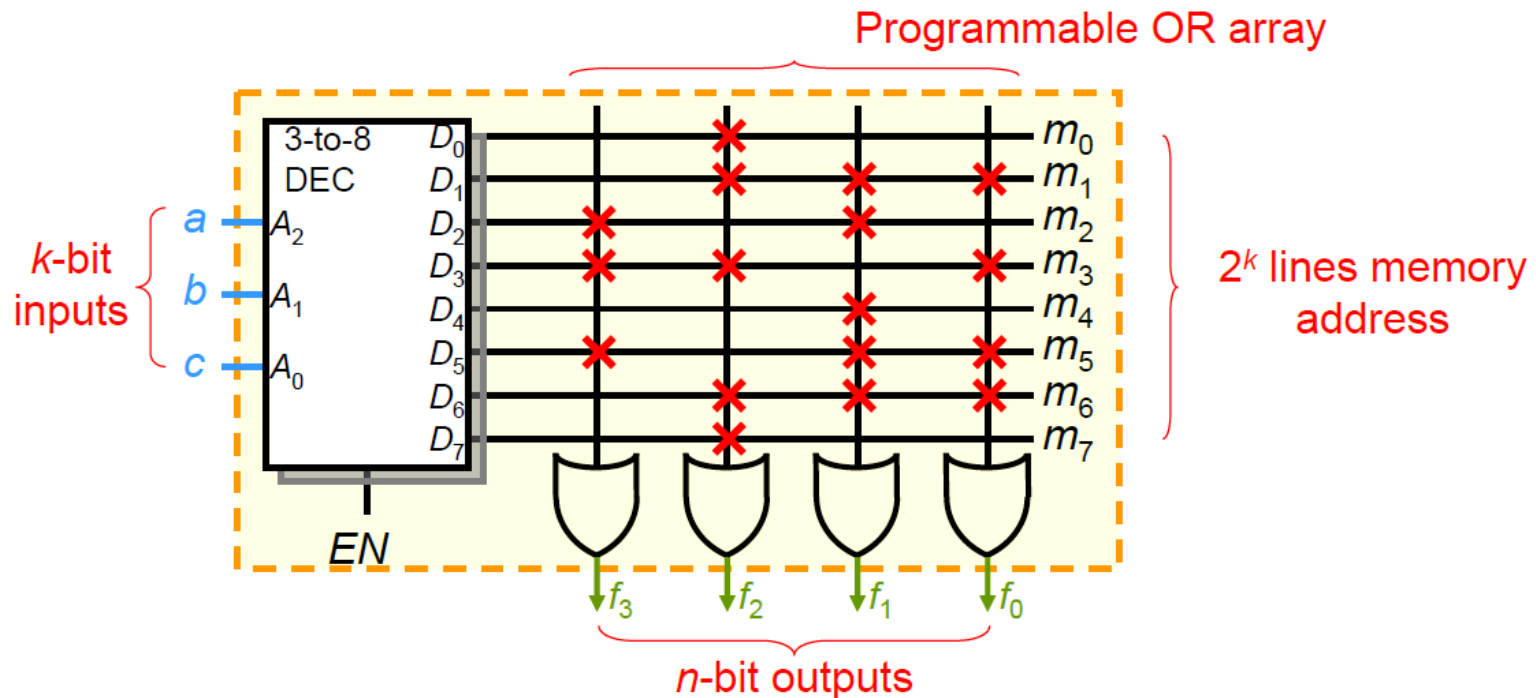 Programmable OR array
3-to-8
DEC
D₀
m₀
D₁
m₁
a
A₂
D₂
m₂
k-bit
inputs
D₃
m₃
2ᵏ lines memory
address
b
A₁
D₄
m₄
c
A₀
D₅
m₅
D₆
m₆
D₇
m₇
EN
f₃
f₂
f₁
f₀
n-bit outputs